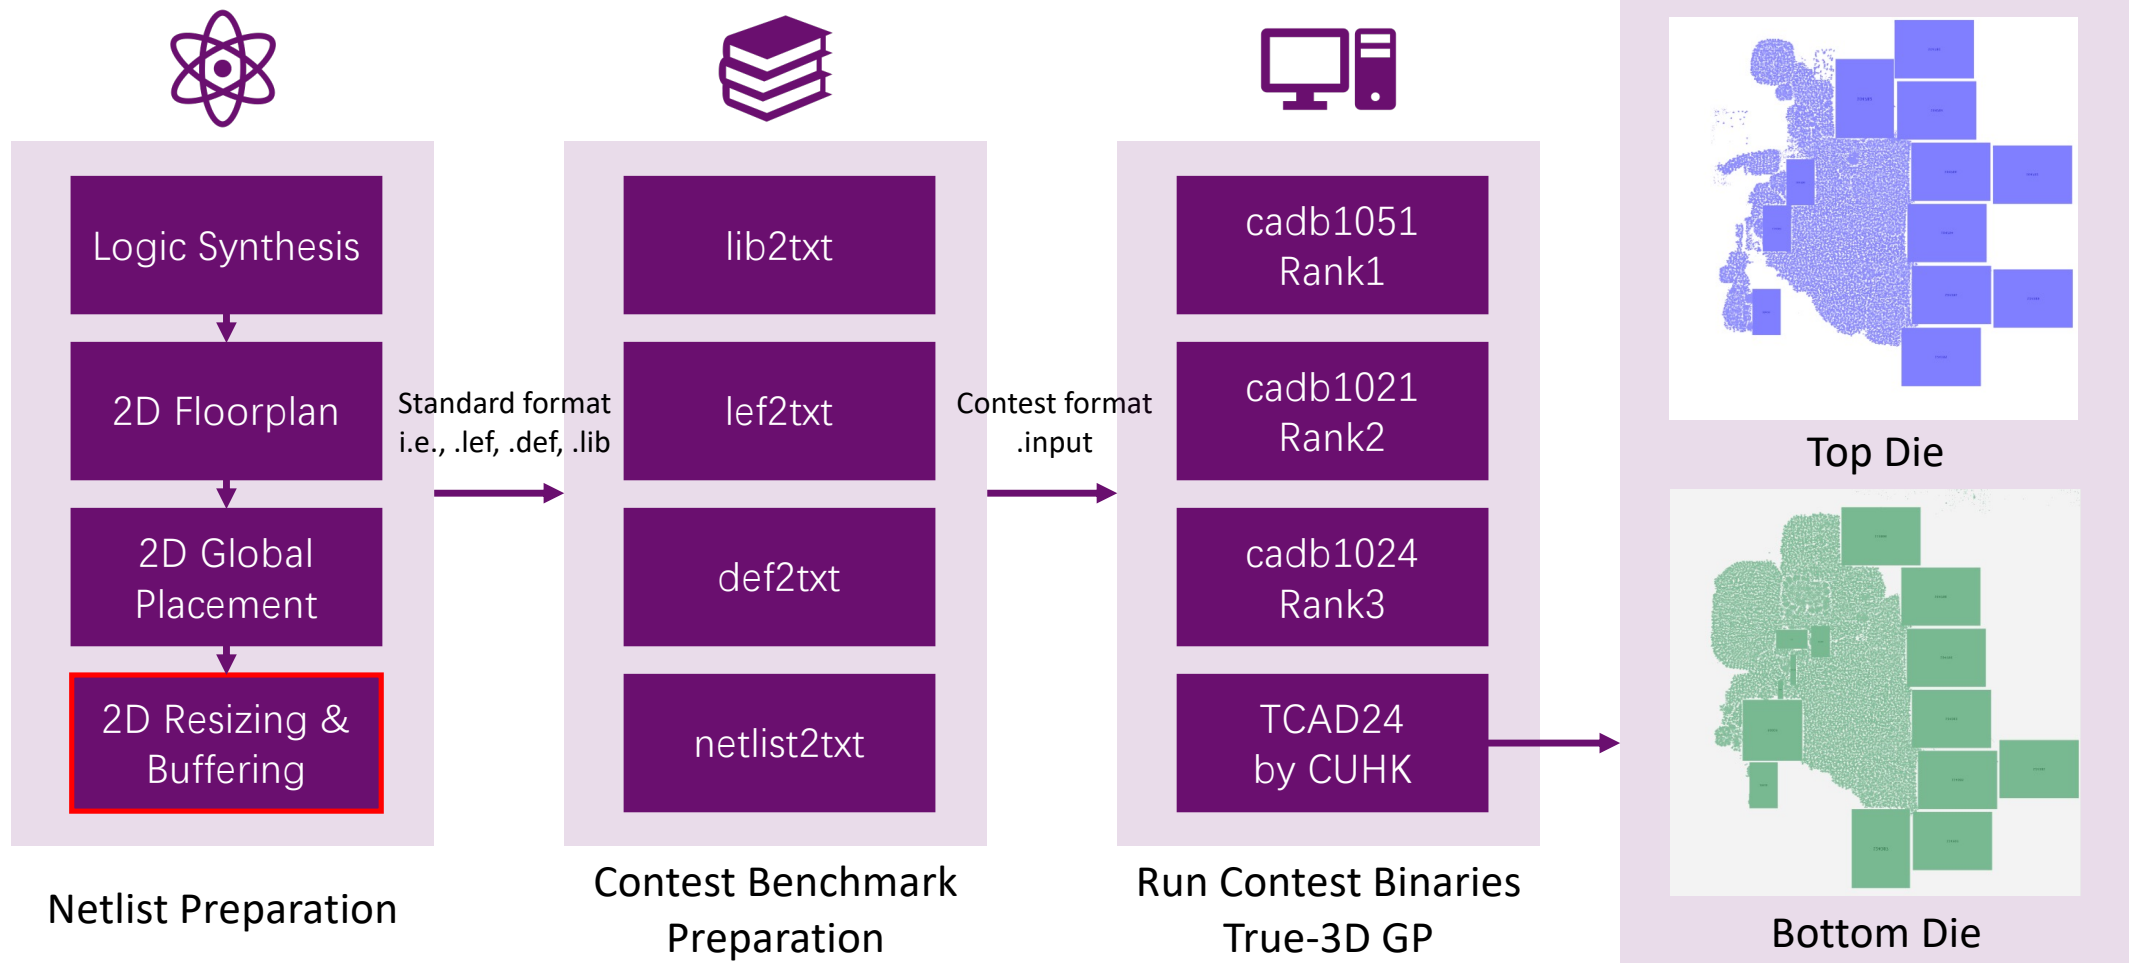 Logic Synthesis
2D Floorplan
2D Global
Placement
2D Resizing &
Buffering
Netlist Preparation
Standard format
i.e., .lef, .def, .lib
lib2txt
lef2txt
def2txt
netlist2txt
Contest Benchmark
Preparation
Contest format
.input
cadb1051
Rank1
cadb1021
Rank2
cadb1024
Rank3
TCAD24
by CUHK
Run Contest Binaries
True-3D GP
Top Die
Bottom Die